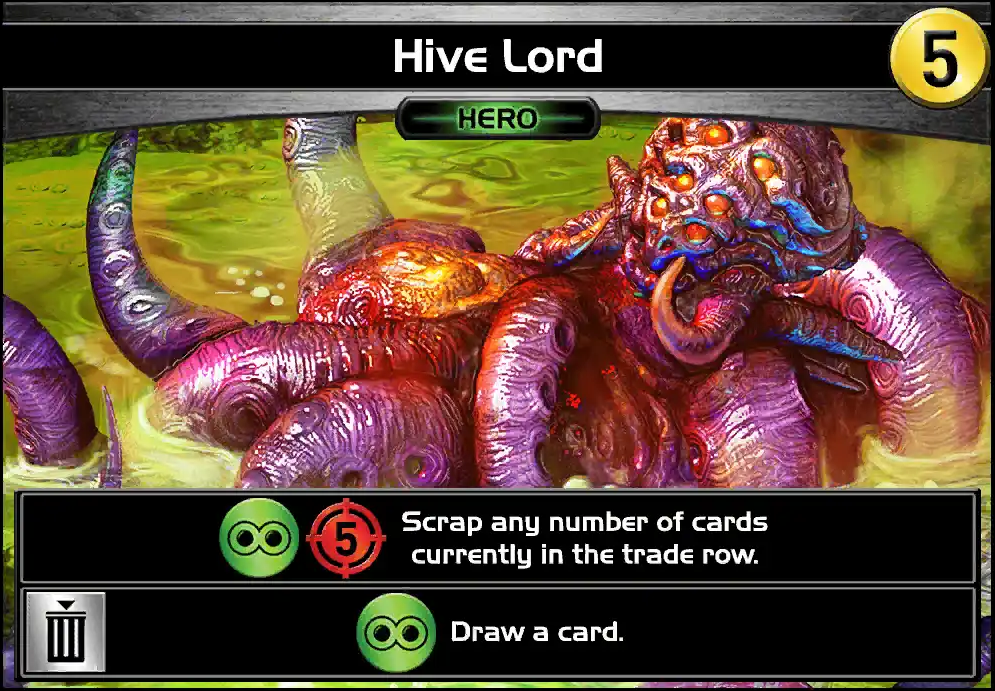 Hive Lord
5
HERO
5
Scrap any number of cards
currently in the trade row.
Draw a card.